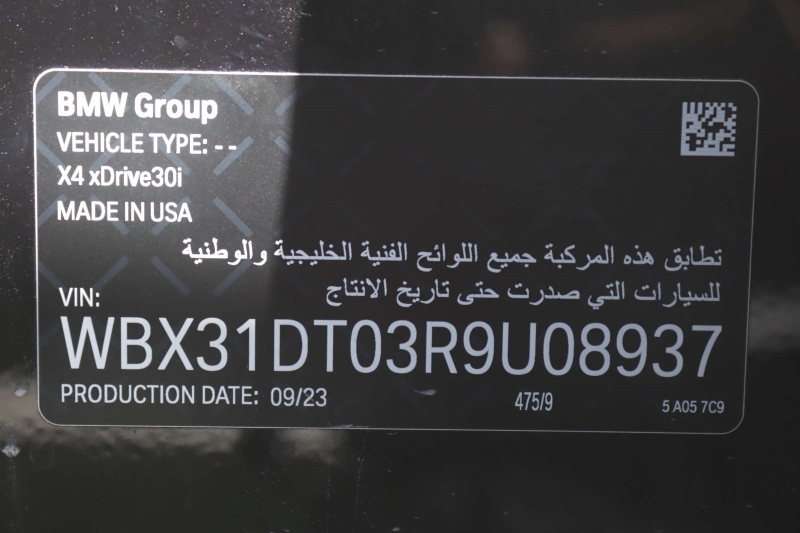 BMW Group
VEHICLE TYPE: - -
X4 xDrive30i
MADE IN USA
تطابق هذه المركبة جميع اللوائح الفنية الخليجية والوطنية
للسيارات التي صدرت حتى تاريخ الانتاج
VIN:
WBX31DT03R9U08937
PRODUCTION DATE: 09/23
475/9
5 A05 7C9